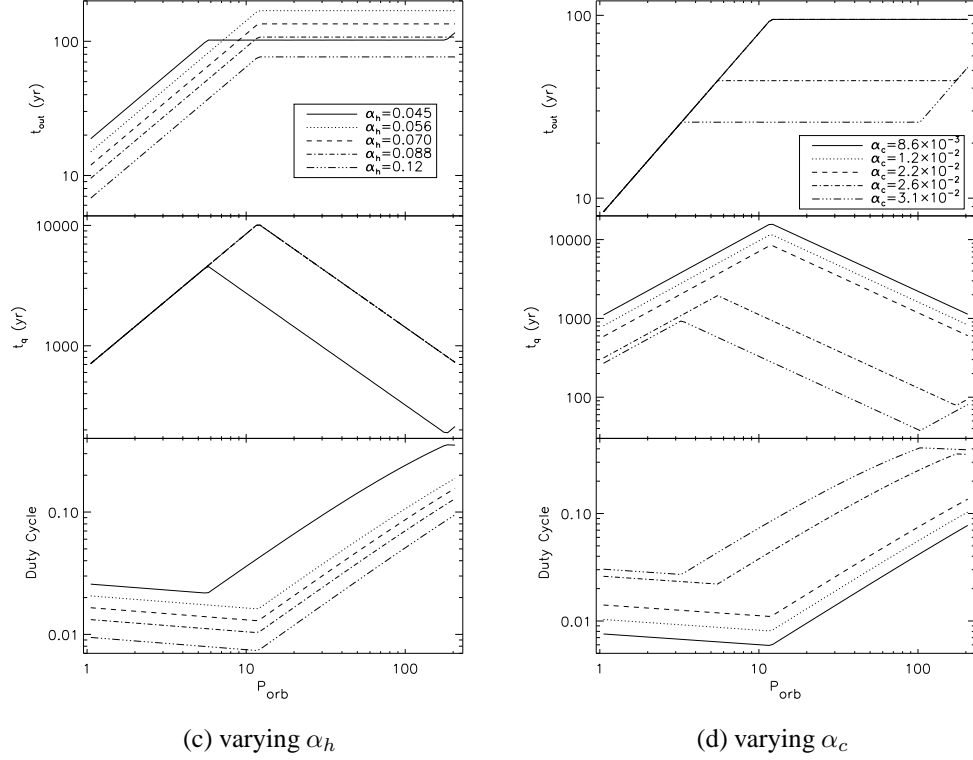 t_out (yr)
100
10
α_h=0.045
α_h=0.056
α_h=0.070
α_h=0.088
α_h=0.12
t_q (yr)
10000
1000
Duty Cycle
0.10
0.01
1 10 100
P_orb
(c) varying α_h
t_out (yr)
100
10
α_c=8.6×10⁻³
α_c=1.2×10⁻²
α_c=2.2×10⁻²
α_c=2.6×10⁻²
α_c=3.1×10⁻²
t_q (yr)
10000
1000
100
Duty Cycle
0.10
0.01
1 10 100
P_orb
(d) varying α_c